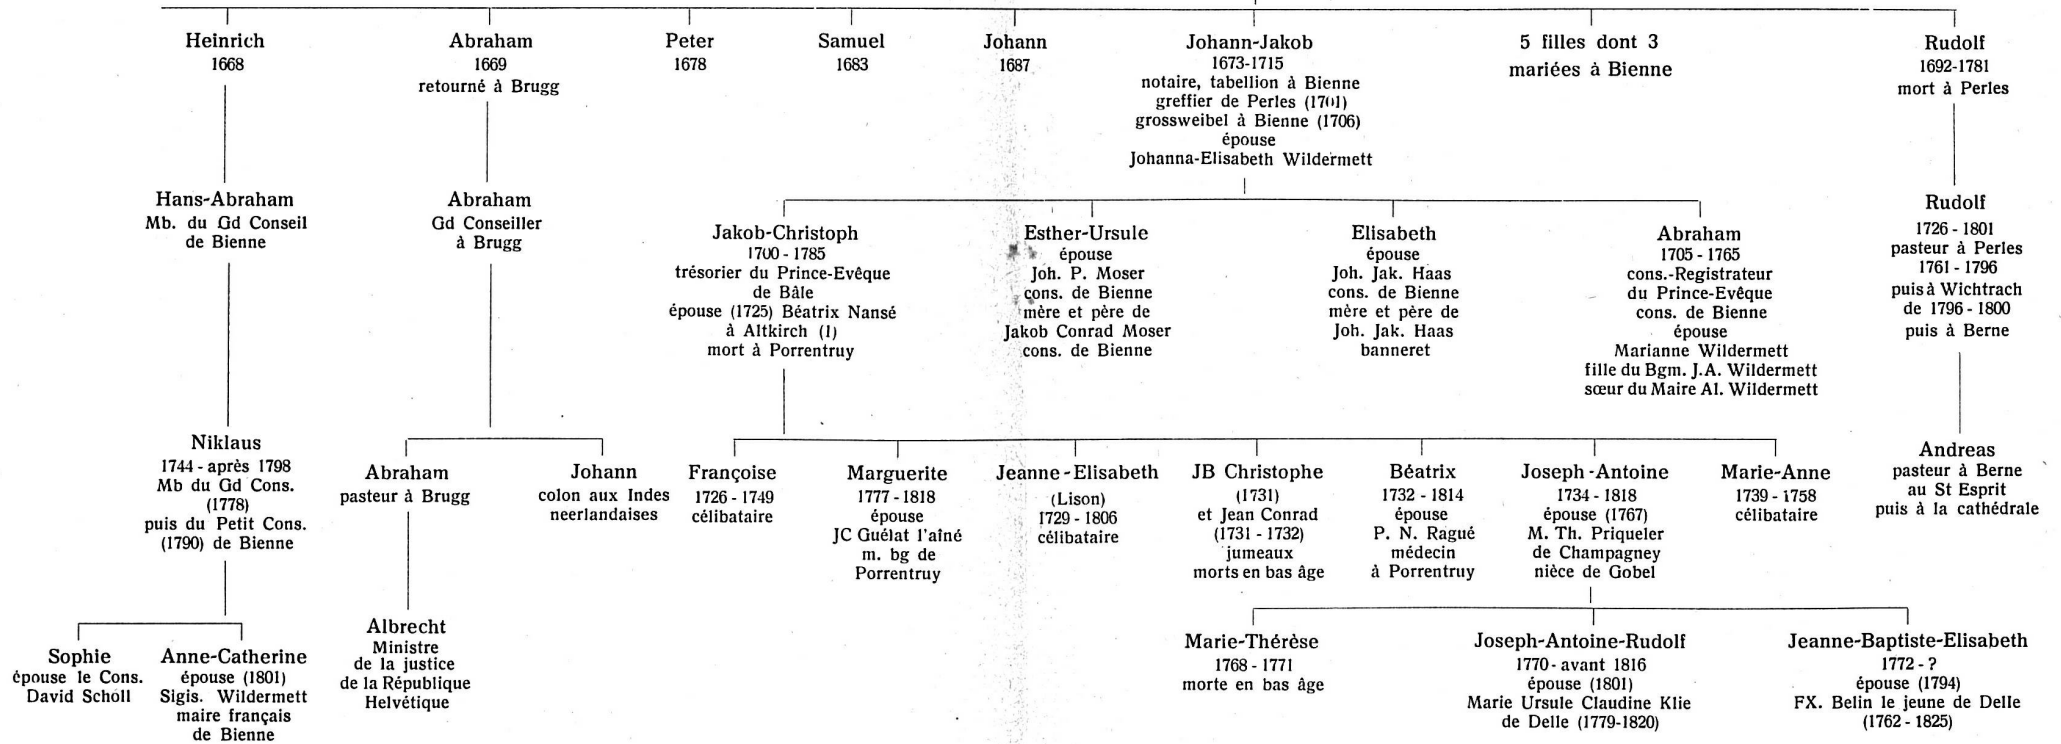 Heinrich
1668
Abraham
1669
retourné à Brugg
Peter
1678
Samuel
1683
Johann
1687
Johann-Jakob
1673-1715
notaire, tabellion à Bienne
greffier de Perles (1701)
grossweibel à Bienne (1706)
épouse
Johanna-Elisabeth Wildermett
5 filles dont 3
mariées à Bienne
Rudolf
1692-1781
mort à Perles
Hans-Abraham
Mb. du Gd Conseil
de Bienne
Abraham
Gd Conseiller
à Brugg
Jakob-Christoph
1700 - 1785
trésorier du Prince-Evêque
de Bâle
épouse (1725) Béatrix Nansé
à Altkirch (1)
mort à Porrentruy
Esther-Ursule
épouse
Joh. P. Moser
cons. de Bienne
mère et père de
Jakob Conrad Moser
cons. de Bienne
Elisabeth
épouse
Joh. Jak. Haas
cons. de Bienne
mère et père de
Joh. Jak. Haas
banneret
Abraham
1705 - 1765
cons.-Registrateur
du Prince-Evêque
cons. de Bienne
épouse
Marianne Wildermett
fille du Bgm. J.A. Wildermett
sœur du Maire Al. Wildermett
Rudolf
1726 - 1801
pasteur à Perles
1761 - 1796
puis à Wichtrach
de 1796 - 1800
puis à Berne
Niklaus
1744 - après 1798
Mb du Gd Cons.
(1778)
puis du Petit Cons.
(1790) de Bienne
Abraham
pasteur à Brugg
Johann
colon aux Indes
neerlandaises
Françoise
1726 - 1749
célibataire
Marguerite
1777 - 1818
épouse
JC Guélat l'aîné
m. bg de
Porrentruy
Jeanne-Elisabeth
(Lison)
1729 - 1806
célibataire
JB Christophe
(1731)
et Jean Conrad
(1731 - 1732)
jumeaux
morts en bas âge
Béatrix
1732 - 1814
épouse
P. N. Ragué
médecin
à Porrentruy
Joseph-Antoine
1734 - 1818
épouse (1767)
M. Th. Priqueler
de Champagney
nièce de Gobel
Marie-Anne
1739 - 1758
célibataire
Andreas
pasteur à Berne
au St Esprit
puis à la cathédrale
Sophie
épouse le Cons.
David Scholl
Anne-Catherine
épouse (1801)
Sigis. Wildermett
maire français
de Bienne
Albrecht
Ministre
de la justice
de la République
Helvétique
Marie-Thérèse
1768 - 1771
morte en bas âge
Joseph-Antoine-Rudolf
1770 - avant 1816
épouse (1801)
Marie Ursule Claudine Klie
de Delle (1779-1820)
Jeanne-Baptiste-Elisabeth
1772 - ?
épouse (1794)
FX. Belin le jeune de Delle
(1762 - 1825)